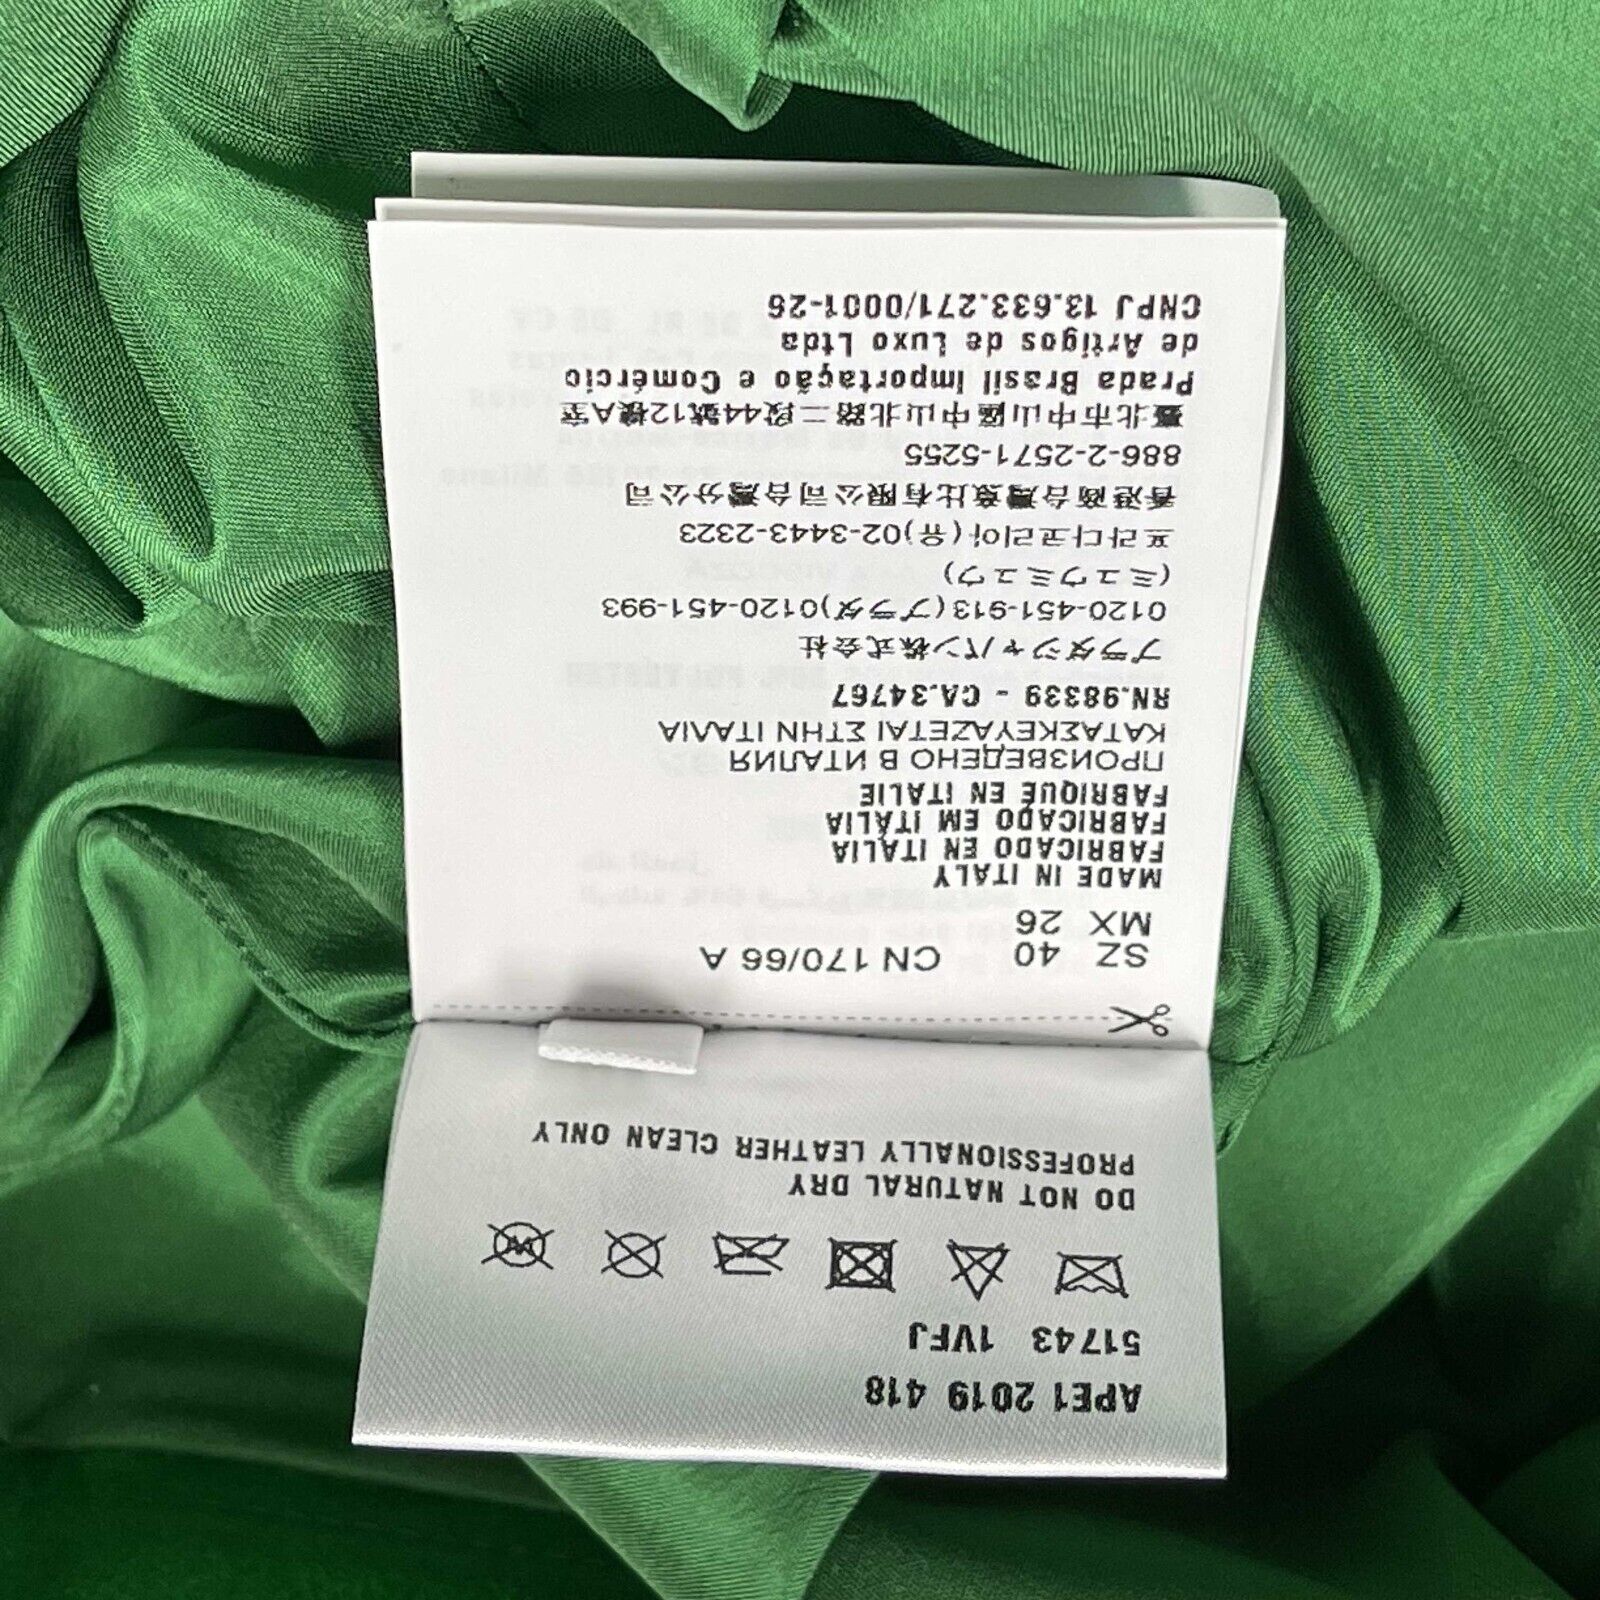 APE1 2019 418
51743 1VFJ
DO NOT NATURAL DRY
PROFESSIONALLY LEATHER CLEAN ONLY
SZ 40 CN 170/66 A
MX 26
MADE IN ITALY
FABRICADO EN ITALIA
FABRICADO EM ITÁLIA
FABRIQUÉ EN ITALIE
ПРОИЗВЕДЕНО В ИТАЛИЯ
ΚΑΤΑΣΚΕΥΑΖΕΤΑΙ ΣΤΗΝ ΙΤΑΛΙΑ
RN.98339 - CA.34767
プラダジャパン株式会社
0120-451-913(プラダ)0120-451-993
(ミュウミュウ)
프라다코리아(유)02-3443-2323
香港商台灣比有限公司台灣分公司
886-2-2571-5255
臺北市中山區中山北路二段44號12樓A室
Prada Brasil Importação e Comércio
de Artigos de Luxo Ltda
CNPJ 13.633.271/0001-26